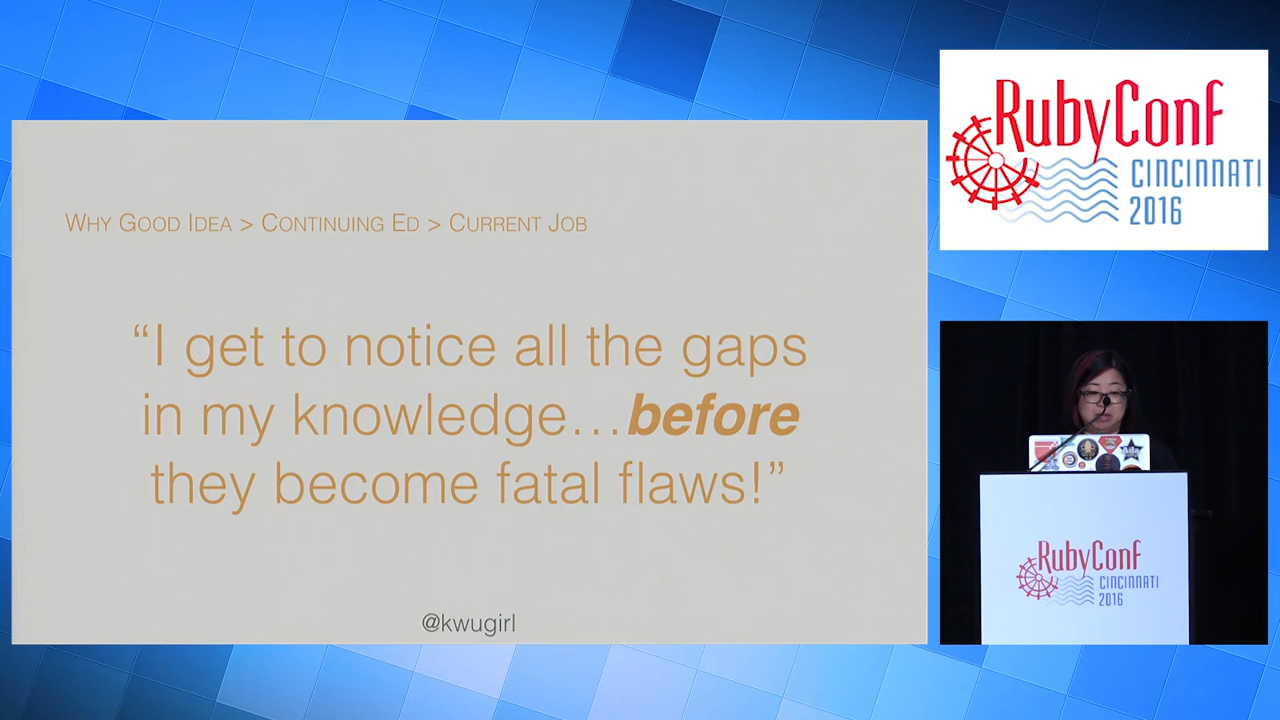 WHY GOOD IDEA > CONTINUING ED > CURRENT JOB
“I get to notice all the gaps
in my knowledge…before
they become fatal flaws!”
@kwugirl
RUBYCONF
CINCINNATI
2016
Ada
RUBYCONF
CINCINNATI
2016